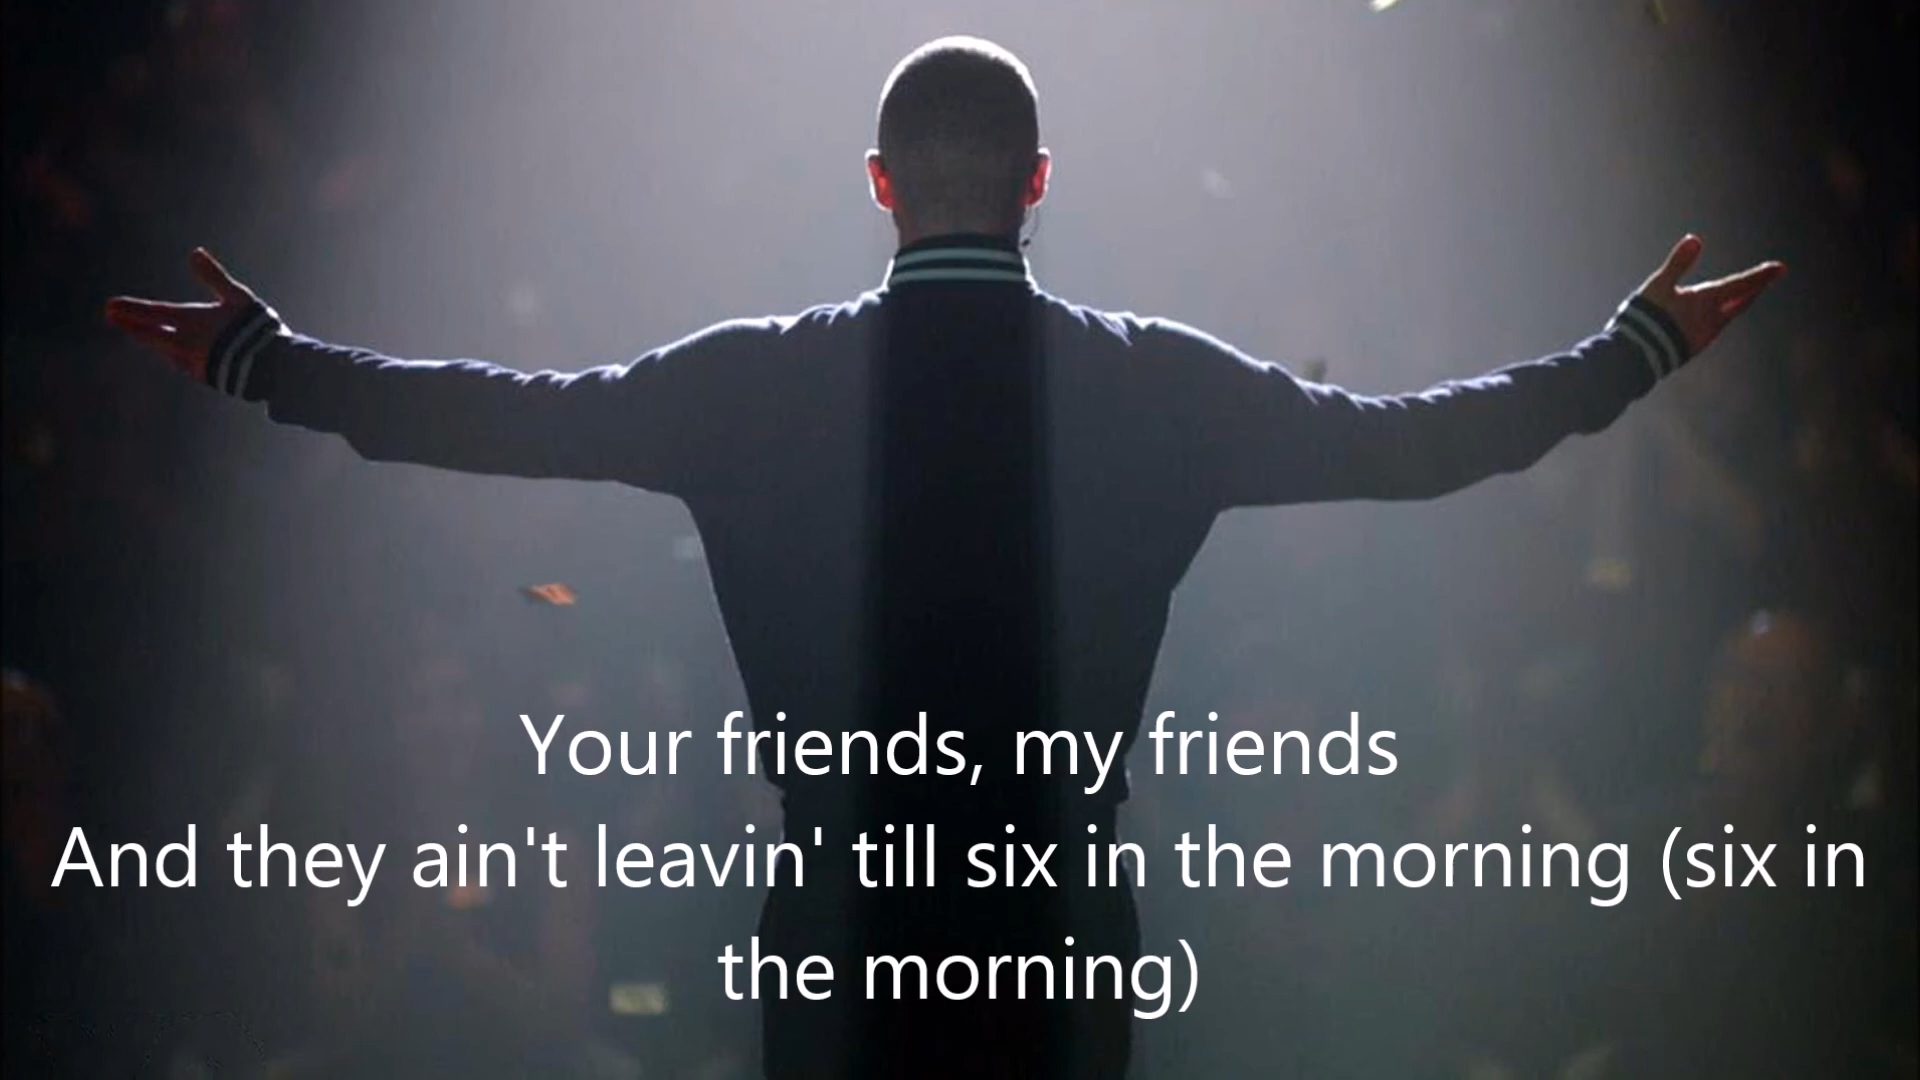 Your friends, my friends
And they ain't leavin' till six in the morning (six in
the morning)